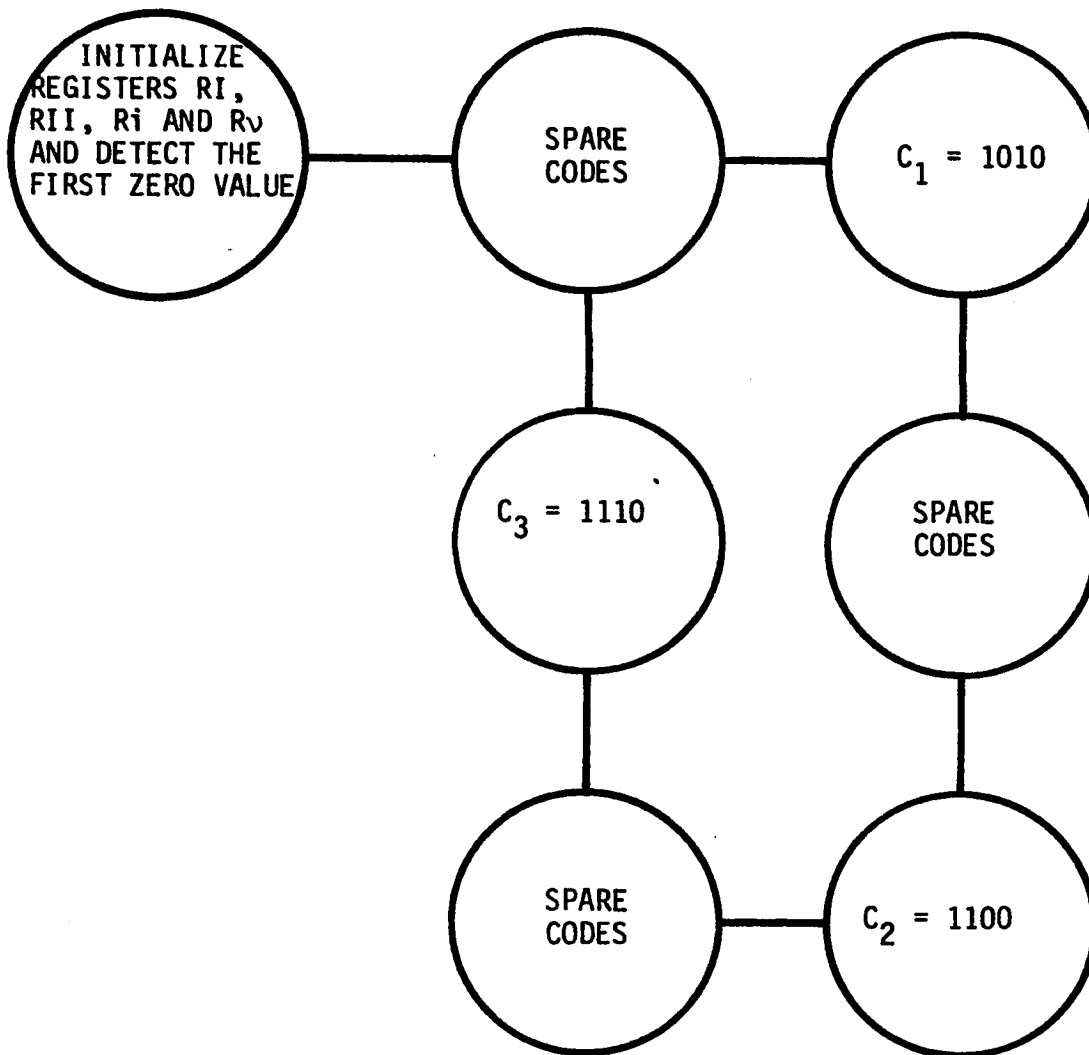 INITIALIZE
REGISTERS RI,
RII, Ri AND Rν
AND DETECT THE
FIRST ZERO VALUE
SPARE
CODES
C₁ = 1010
C₃ = 1110
SPARE
CODES
SPARE
CODES
C₂ = 1100